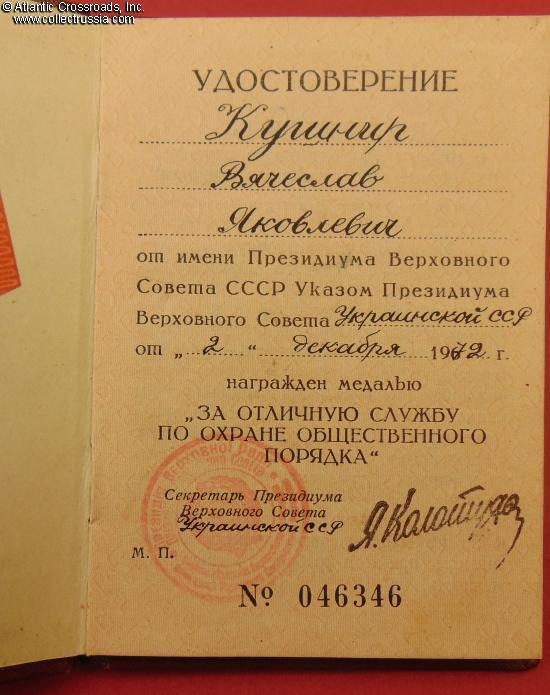 © Atlantic Crossroads, Inc.
www.collectrussia.com
УДОСТОВЕРЕНИЕ
Кушнир
Вячеслав
Яковлевич
от имени Президиума Верховного
Совета СССР Указом Президиума
Верховного Совета Украинской ССР
от „2“ декабря 1972 г.
награжден медалью
„ЗА ОТЛИЧНУЮ СЛУЖБУ
ПО ОХРАНЕ ОБЩЕСТВЕННОГО
ПОРЯДКА“
Секретарь Президиума
Верховного Совета
Украинской ССР
М. П.
№ 046346